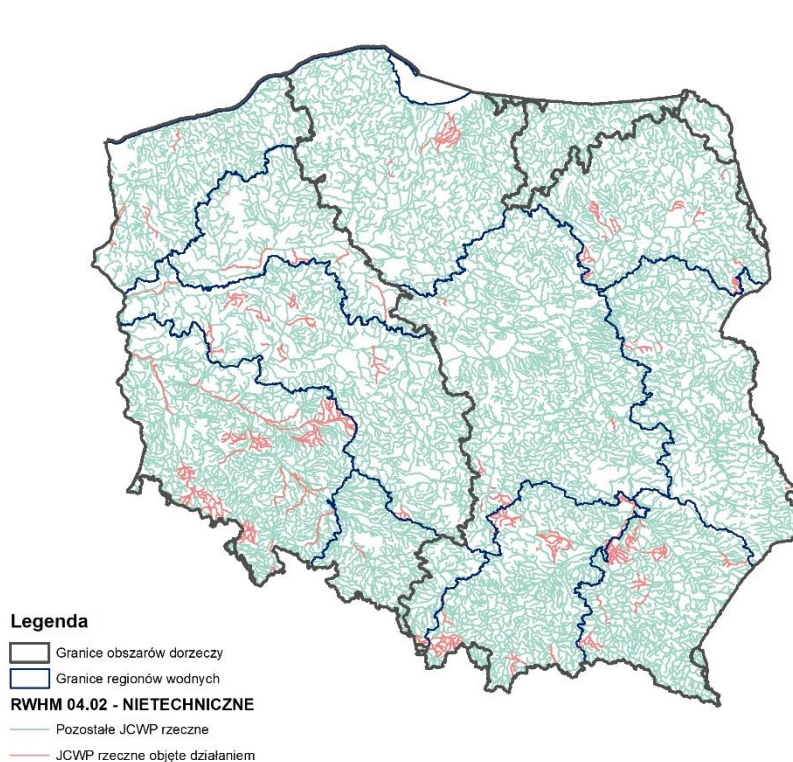 Legenda
Granice obszarów dorzeczy
Granice regionów wodnych
RWHM 04.02 - NIETECHNICZNE
Pozostałe JCWP rzeczne
JCWP rzeczne objęte działaniem